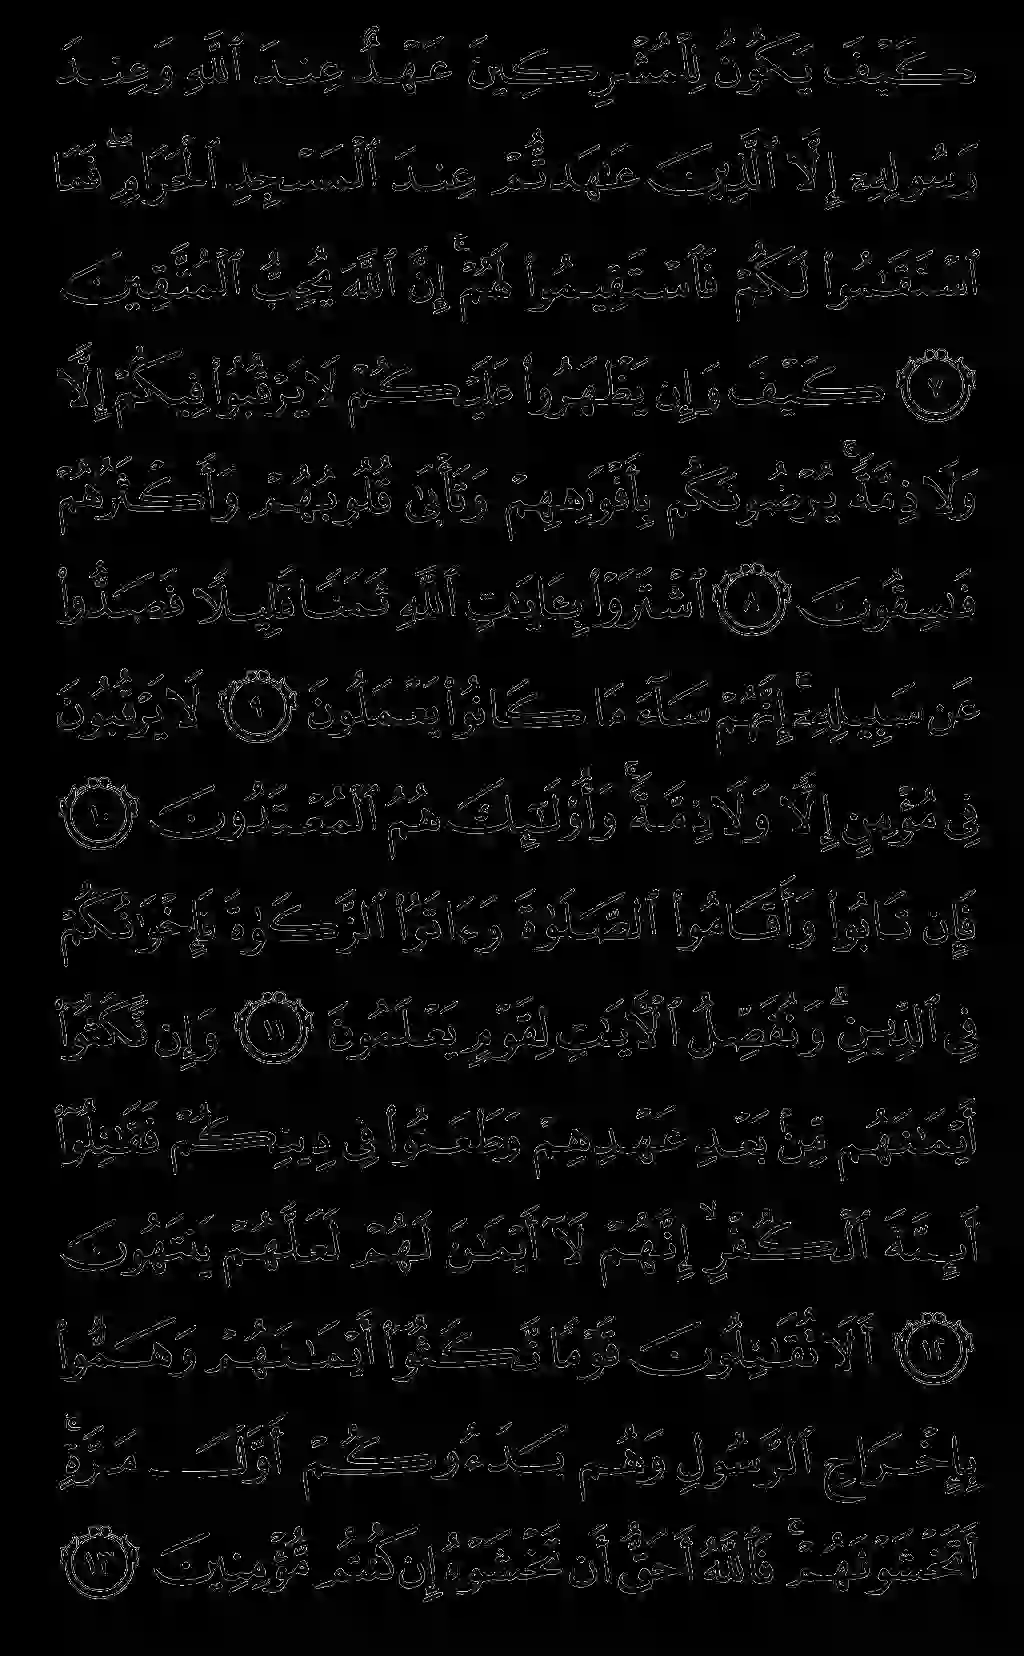 كَيْفَ يَكُونُ لِلْمُشْرِكِينَ عَهْدٌ عِندَ ٱللَّهِ وَعِندَ
رَسُولِهِۦٓ إِلَّا ٱلَّذِينَ عَٰهَدتُّمْ عِندَ ٱلْمَسْجِدِ ٱلْحَرَامِ ۖ فَمَا
ٱسْتَقَٰمُوا۟ لَكُمْ فَٱسْتَقِيمُوا۟ لَهُمْ ۚ إِنَّ ٱللَّهَ يُحِبُّ ٱلْمُتَّقِينَ
٧ كَيْفَ وَإِن يَظْهَرُوا۟ عَلَيْكُمْ لَا يَرْقُبُوا۟ فِيكُمْ إِلًّا
وَلَا ذِمَّةً ۚ يُرْضُونَكُم بِأَفْوَٰهِهِمْ وَتَأْبَىٰ قُلُوبُهُمْ وَأَكْثَرُهُمْ
فَٰسِقُونَ ٨ ٱشْتَرَوْا۟ بِـَٔايَٰتِ ٱللَّهِ ثَمَنًا قَلِيلًا فَصَدُّوا۟
عَن سَبِيلِهِۦٓ ۚ إِنَّهُمْ سَآءَ مَا كَانُوا۟ يَعْمَلُونَ ٩ لَا يَرْقُبُونَ
فِى مُؤْمِنٍ إِلًّا وَلَا ذِمَّةً ۚ وَأُو۟لَٰٓئِكَ هُمُ ٱلْمُعْتَدُونَ ١٠
فَإِن تَابُوا۟ وَأَقَامُوا۟ ٱلصَّلَوٰةَ وَءَاتَوُا۟ ٱلزَّكَوٰةَ فَإِخْوَٰنُكُمْ
فِى ٱلدِّينِ ۗ وَنُفَصِّلُ ٱلْءَايَٰتِ لِقَوْمٍ يَعْلَمُونَ ١١ وَإِن نَّكَثُوٓا۟
أَيْمَٰنَهُم مِّنۢ بَعْدِ عَهْدِهِمْ وَطَعَنُوا۟ فِى دِينِكُمْ فَقَٰتِلُوٓا۟
أَئِمَّةَ ٱلْكُفْرِ ۙ إِنَّهُمْ لَآ أَيْمَٰنَ لَهُمْ لَعَلَّهُمْ يَنتَهُونَ
١٢ أَلَا تُقَٰتِلُونَ قَوْمًا نَّكَثُوٓا۟ أَيْمَٰنَهُمْ وَهَمُّوا۟
بِإِخْرَاجِ ٱلرَّسُولِ وَهُم بَدَءُوكُمْ أَوَّلَ مَرَّةٍ ۚ
أَتَخْشَوْنَهُمْ ۚ فَٱللَّهُ أَحَقُّ أَن تَخْشَوْهُ إِن كُنتُم مُّؤْمِنِينَ ١٣